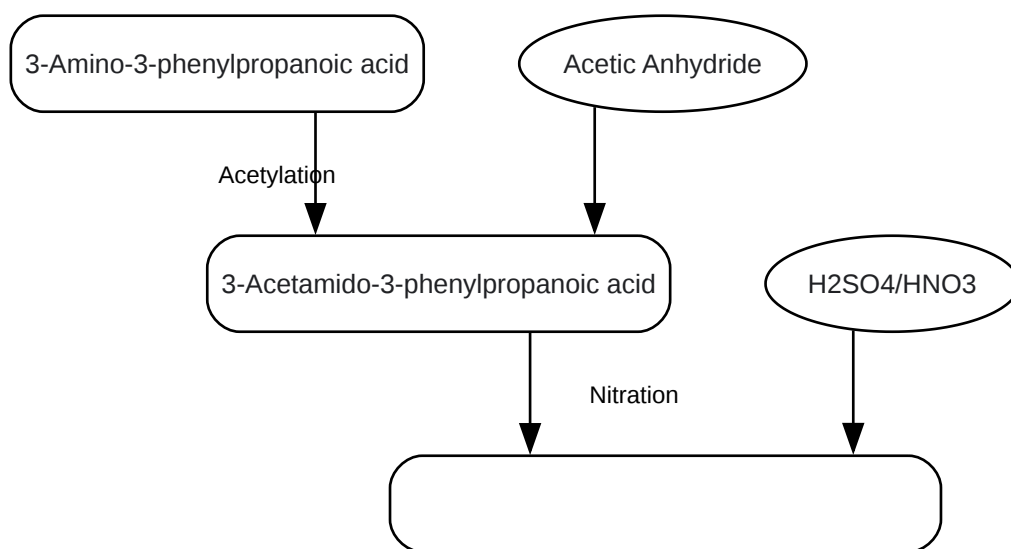 3-Amino-3-phenylpropanoic acid
Acetic Anhydride
Acetylation
3-Acetamido-3-phenylpropanoic acid
H2SO4/HNO3
Nitration